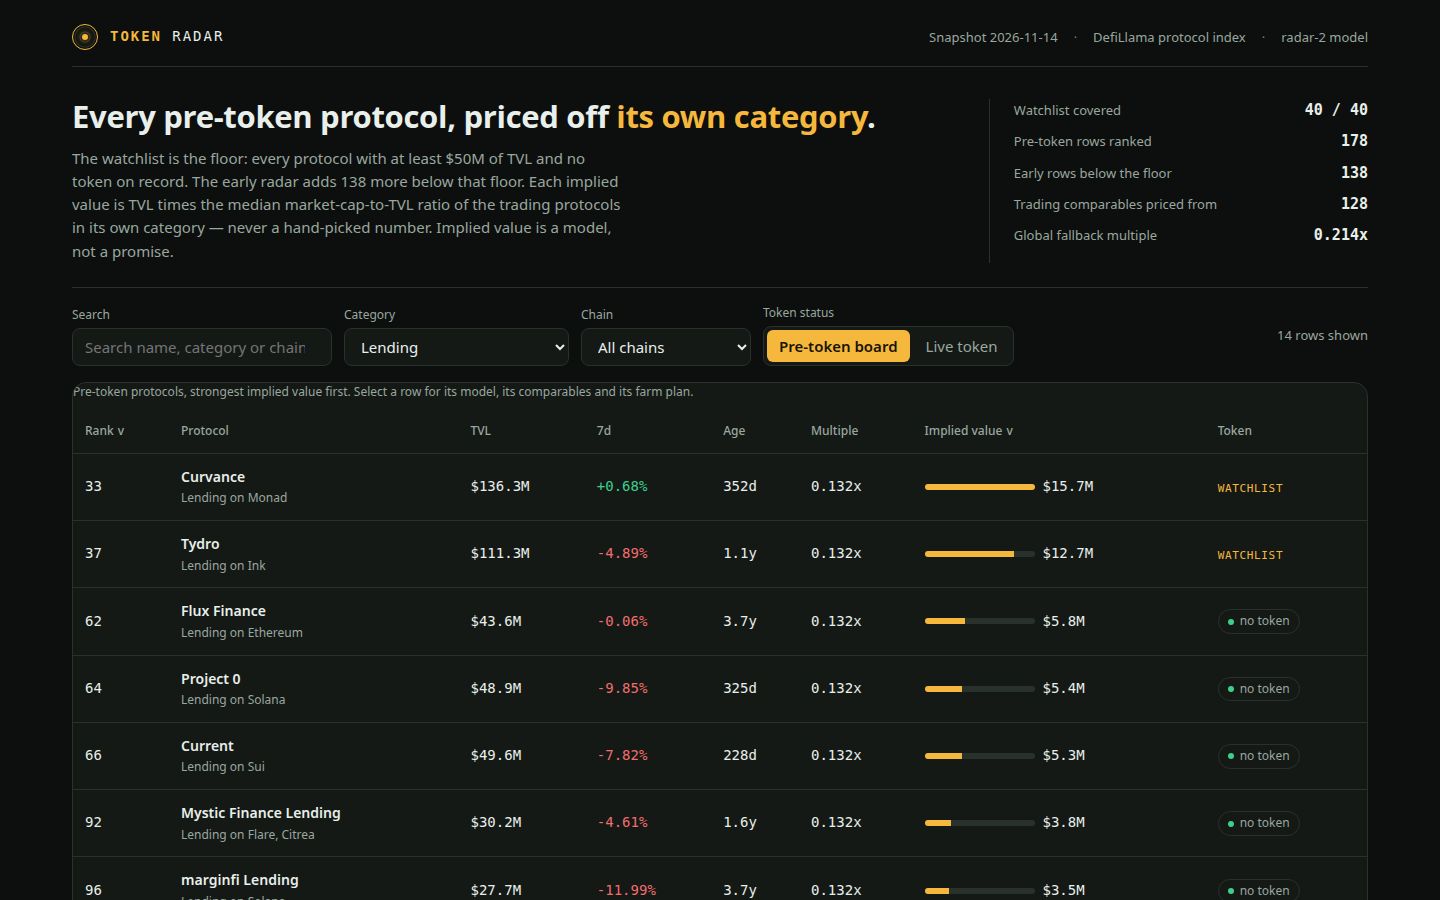 TOKEN RADAR
Snapshot 2026-11-14 · DefiLlama protocol index · radar-2 model
Every pre-token protocol, priced off its own category.
The watchlist is the floor: every protocol with at least $50M of TVL and no
token on record. The early radar adds 138 more below that floor. Each implied
value is TVL times the median market-cap-to-TVL ratio of the trading protocols
in its own category — never a hand-picked number. Implied value is a model,
not a promise.
Watchlist covered 40 / 40
Pre-token rows ranked 178
Early rows below the floor 138
Trading comparables priced from 128
Global fallback multiple 0.214x
Search
Search name, category or chain
Category
Lending
Chain
All chains
Token status
Pre-token board Live token
14 rows shown
Pre-token protocols, strongest implied value first. Select a row for its model, its comparables and its farm plan.
Rank v Protocol TVL 7d Age Multiple Implied value v Token
33 Curvance $136.3M +0.68% 352d 0.132x $15.7M WATCHLIST
Lending on Monad
37 Tydro $111.3M -4.89% 1.1y 0.132x $12.7M WATCHLIST
Lending on Ink
62 Flux Finance $43.6M -0.06% 3.7y 0.132x $5.8M no token
Lending on Ethereum
64 Project 0 $48.9M -9.85% 325d 0.132x $5.4M no token
Lending on Solana
66 Current $49.6M -7.82% 228d 0.132x $5.3M no token
Lending on Sui
92 Mystic Finance Lending $30.2M -4.61% 1.6y 0.132x $3.8M no token
Lending on Flare, Citrea
96 marginfi Lending $27.7M -11.99% 3.7y 0.132x $3.5M no token
Lending on Solana